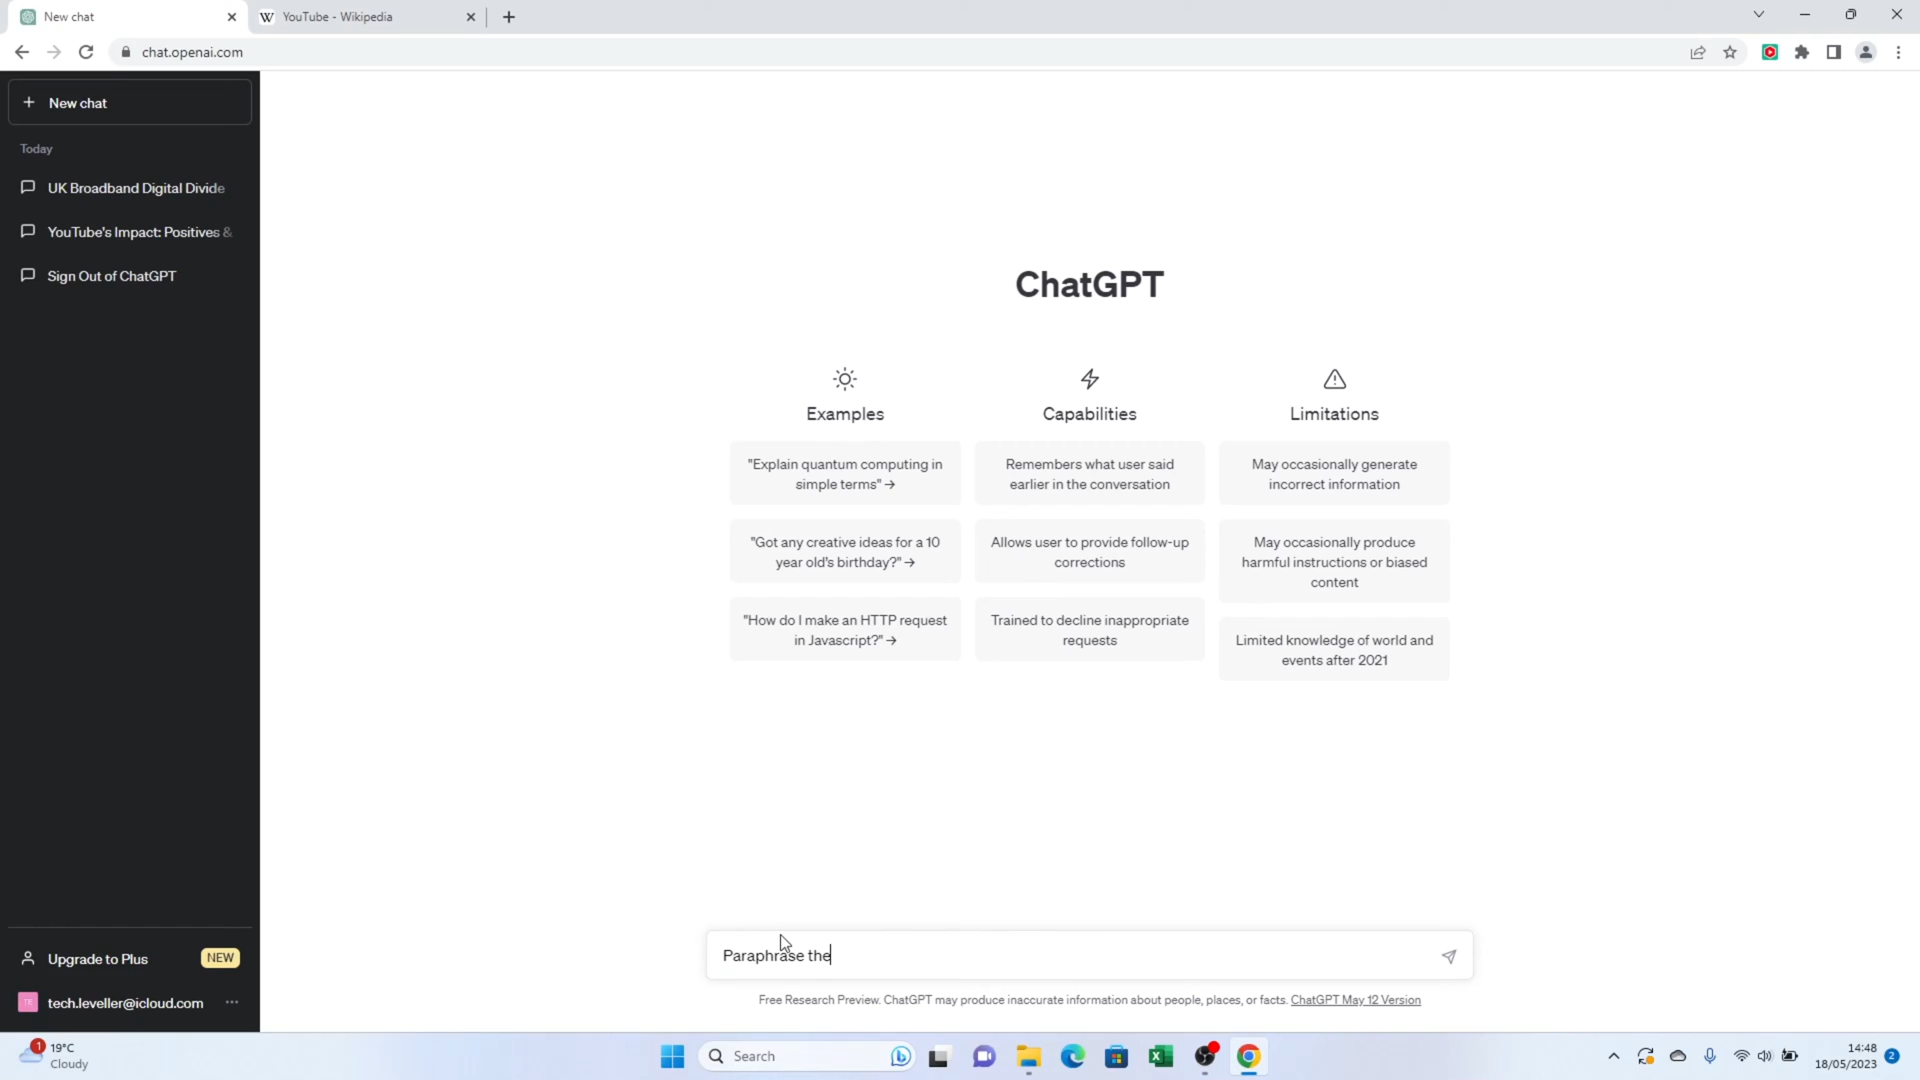 New chat
YouTube - Wikipedia
chat.openai.com
New chat
Today
UK Broadband Digital Divide
YouTube's Impact: Positives &
Sign Out of ChatGPT
ChatGPT
Examples
Capabilities
Limitations
"Explain quantum computing in
simple terms" →
Remembers what user said
earlier in the conversation
May occasionally generate
incorrect information
"Got any creative ideas for a 10
year old's birthday?" →
Allows user to provide follow-up
corrections
May occasionally produce
harmful instructions or biased
content
"How do I make an HTTP request
in Javascript?" →
Trained to decline inappropriate
requests
Limited knowledge of world and
events after 2021
Paraphrase the
Free Research Preview. ChatGPT may produce inaccurate information about people, places, or facts. ChatGPT May 12 Version
Upgrade to Plus
NEW
TE
tech.leveller@icloud.com
1
19°C
Cloudy
Search
14:48
18/05/2023
2